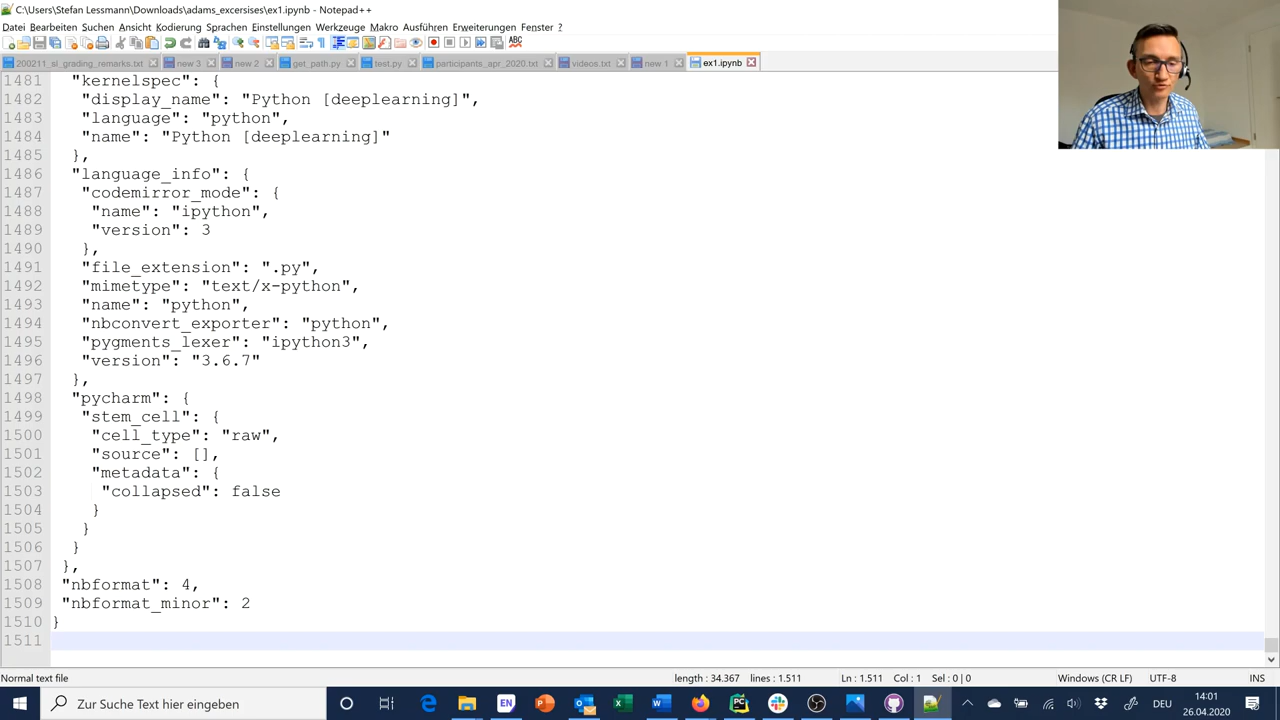 C:\Users\Stefan Lessmann\Downloads\adams_excersises\ex1.ipynb - Notepad++
Datei Bearbeiten Suchen Ansicht Kodierung Sprachen Einstellungen Werkzeuge Makro Ausführen Erweiterungen Fenster ?
200211_sl_grading_remarks.txt new 3 new 2 get_path.py test.py participants_apr_2020.txt videos.txt new 1 ex1.ipynb
1481 "kernelspec": {
1482 "display_name": "Python [deeplearning]",
1483 "language": "python",
1484 "name": "Python [deeplearning]"
1485 },
1486 "language_info": {
1487 "codemirror_mode": {
1488 "name": "ipython",
1489 "version": 3
1490 },
1491 "file_extension": ".py",
1492 "mimetype": "text/x-python",
1493 "name": "python",
1494 "nbconvert_exporter": "python",
1495 "pygments_lexer": "ipython3",
1496 "version": "3.6.7"
1497 },
1498 "pycharm": {
1499 "stem_cell": {
1500 "cell_type": "raw",
1501 "source": [],
1502 "metadata": {
1503 "collapsed": false
1504 }
1505 }
1506 }
1507 },
1508 "nbformat": 4,
1509 "nbformat_minor": 2
1510 }
1511
Normal text file length : 34.367 lines : 1.511 Ln : 1.511 Col : 1 Sel : 0 | 0 Windows (CR LF) UTF-8 INS
Zur Suche Text hier eingeben EN DEU 14:01
26.04.2020